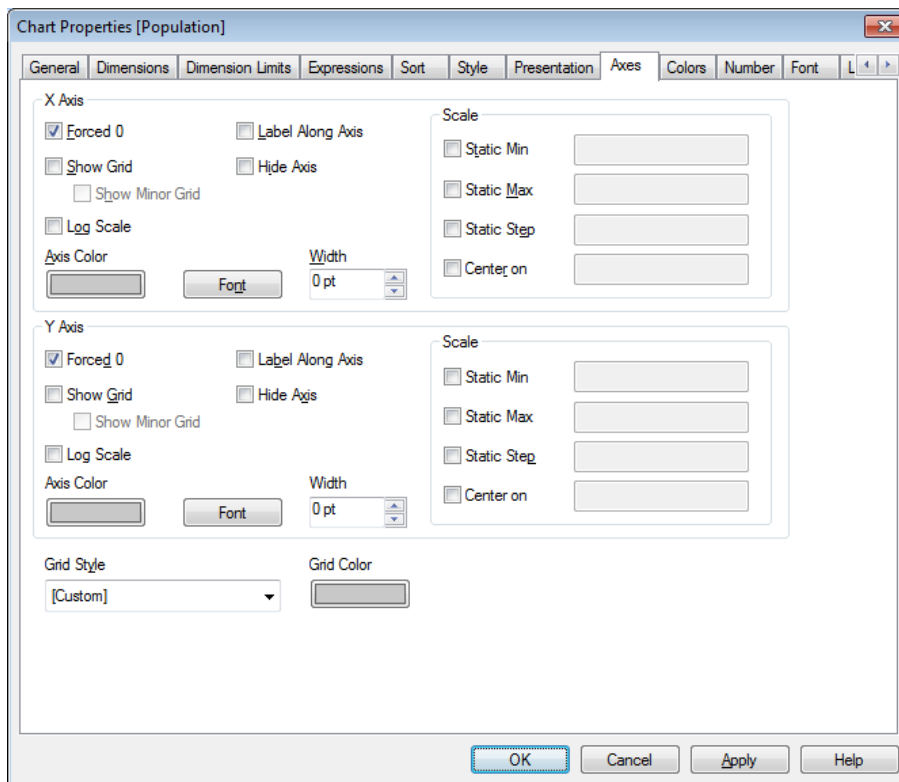 Chart Properties [Population]
General Dimensions Dimension Limits Expressions Sort Style Presentation Axes Colors Number Font L
X Axis
Forced 0 Label Along Axis
Show Grid Hide Axis
Show Minor Grid
Log Scale
Axis Color Width
Font 0 pt
Scale
Static Min
Static Max
Static Step
Center on
Y Axis
Forced 0 Label Along Axis
Show Grid Hide Axis
Show Minor Grid
Log Scale
Axis Color Width
Font 0 pt
Scale
Static Min
Static Max
Static Step
Center on
Grid Style Grid Color
[Custom]
OK Cancel Apply Help